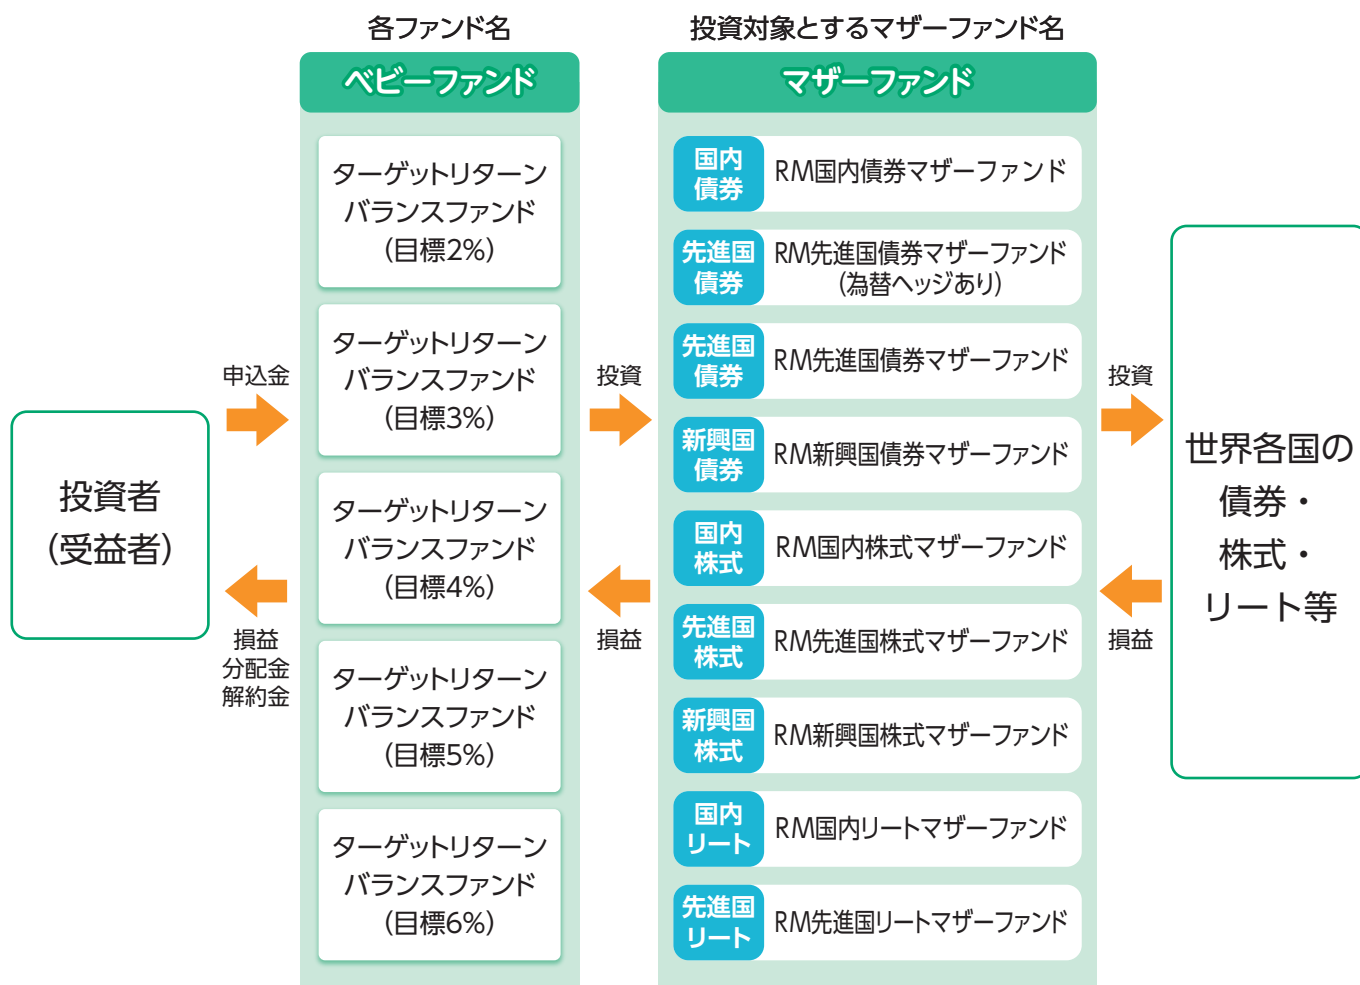 各ファンド名
投資対象とするマザーファンド名
ベビーファンド
マザーファンド
投資者
(受益者)
申込金
損益
分配金
解約金
ターゲットリターン
バランスファンド
(目標2%)
ターゲットリターン
バランスファンド
(目標3%)
ターゲットリターン
バランスファンド
(目標4%)
ターゲットリターン
バランスファンド
(目標5%)
ターゲットリターン
バランスファンド
(目標6%)
投資
損益
国内
債券
RM国内債券マザーファンド
先進国
債券
RM先進国債券マザーファンド
(為替ヘッジあり)
先進国
債券
RM先進国債券マザーファンド
新興国
債券
RM新興国債券マザーファンド
国内
株式
RM国内株式マザーファンド
先進国
株式
RM先進国株式マザーファンド
新興国
株式
RM新興国株式マザーファンド
国内
リート
RM国内リートマザーファンド
先進国
リート
RM先進国リートマザーファンド
投資
損益
世界各国の
債券・
株式・
リート等